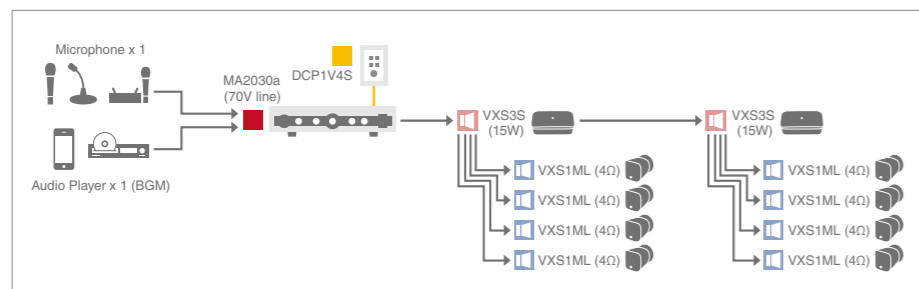 Microphone x 1
MA2030a
(70V line)
DCP1V4S
Audio Player x 1 (BGM)
VXS3S
(15W)
VXS1ML (4Ω)
VXS1ML (4Ω)
VXS1ML (4Ω)
VXS1ML (4Ω)
VXS3S
(15W)
VXS1ML (4Ω)
VXS1ML (4Ω)
VXS1ML (4Ω)
VXS1ML (4Ω)